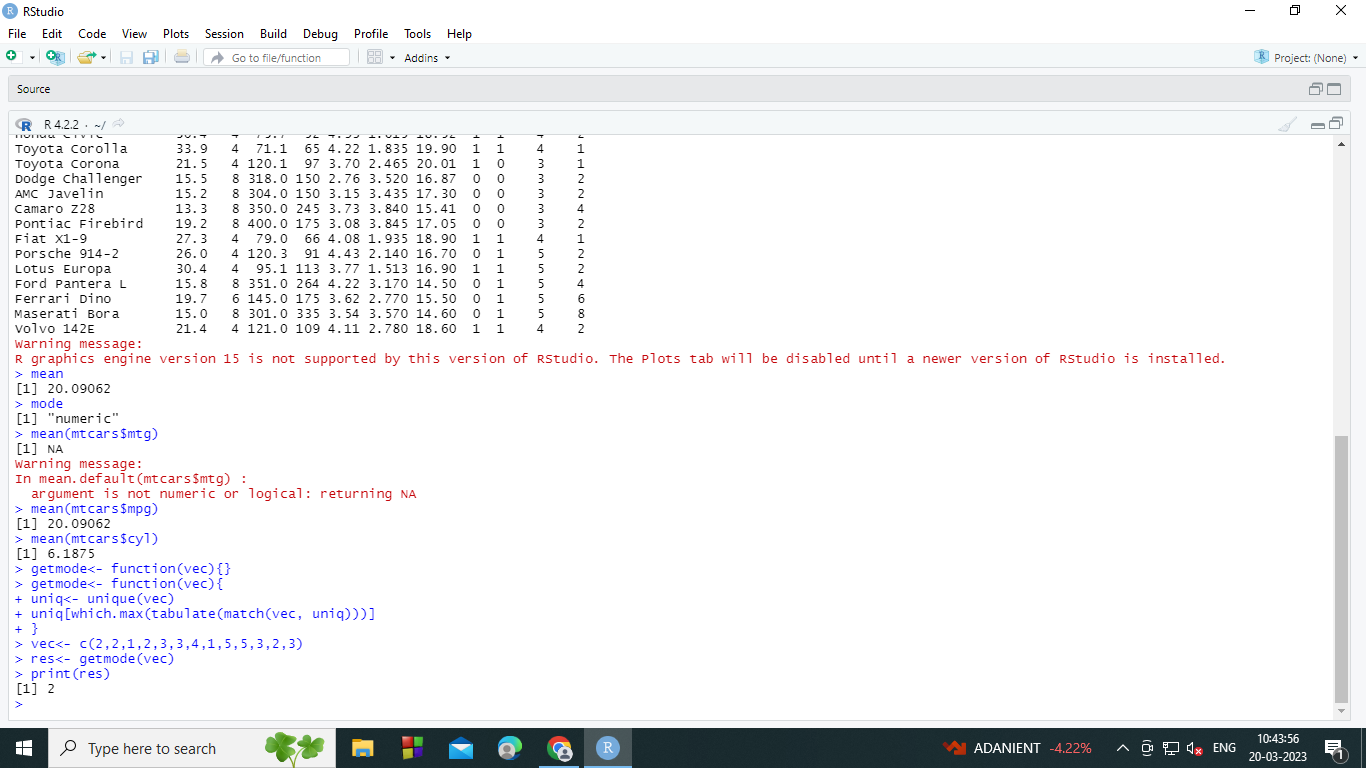 RStudio
File Edit Code View Plots Session Build Debug Profile Tools Help
Go to file/function Addins Project: (None)
Source
R 4.2.2 · ~/
Toyota Corolla 33.9 4 71.1 65 4.22 1.835 19.90 1 1 4 1
Toyota Corona 21.5 4 120.1 97 3.70 2.465 20.01 1 0 3 1
Dodge Challenger 15.5 8 318.0 150 2.76 3.520 16.87 0 0 3 2
AMC Javelin 15.2 8 304.0 150 3.15 3.435 17.30 0 0 3 2
Camaro Z28 13.3 8 350.0 245 3.73 3.840 15.41 0 0 3 4
Pontiac Firebird 19.2 8 400.0 175 3.08 3.845 17.05 0 0 3 2
Fiat X1-9 27.3 4 79.0 66 4.08 1.935 18.90 1 1 4 1
Porsche 914-2 26.0 4 120.3 91 4.43 2.140 16.70 0 1 5 2
Lotus Europa 30.4 4 95.1 113 3.77 1.513 16.90 1 1 5 2
Ford Pantera L 15.8 8 351.0 264 4.22 3.170 14.50 0 1 5 4
Ferrari Dino 19.7 6 145.0 175 3.62 2.770 15.50 0 1 5 6
Maserati Bora 15.0 8 301.0 335 3.54 3.570 14.60 0 1 5 8
Volvo 142E 21.4 4 121.0 109 4.11 2.780 18.60 1 1 4 2
Warning message:
R graphics engine version 15 is not supported by this version of RStudio. The Plots tab will be disabled until a newer version of RStudio is installed.
> mean
[1] 20.09062
> mode
[1] "numeric"
> mean(mtcars$mtg)
[1] NA
Warning message:
In mean.default(mtcars$mtg) :
argument is not numeric or logical: returning NA
> mean(mtcars$mpg)
[1] 20.09062
> mean(mtcars$cyl)
[1] 6.1875
> getmode<- function(vec){}
> getmode<- function(vec){
+ uniq<- unique(vec)
+ uniq[which.max(tabulate(match(vec, uniq)))]
+ }
> vec<- c(2,2,1,2,3,3,4,1,5,5,3,2,3)
> res<- getmode(vec)
> print(res)
[1] 2
>
Type here to search ADANIENT -4.22% ENG 10:43:56
20-03-2023 1